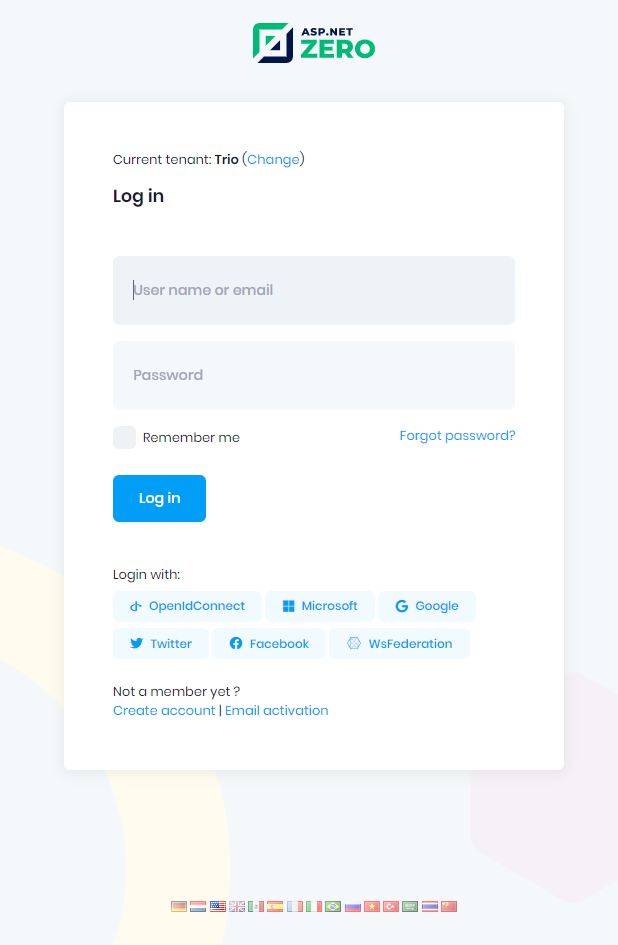 ASP.NET
ZERO
Current tenant: Trio (Change)
Log in
User name or email
Password
Remember me
Forgot password?
Log in
Login with:
OpenIdConnect
Microsoft
Google
Twitter
Facebook
WsFederation
Not a member yet ?
Create account | Email activation